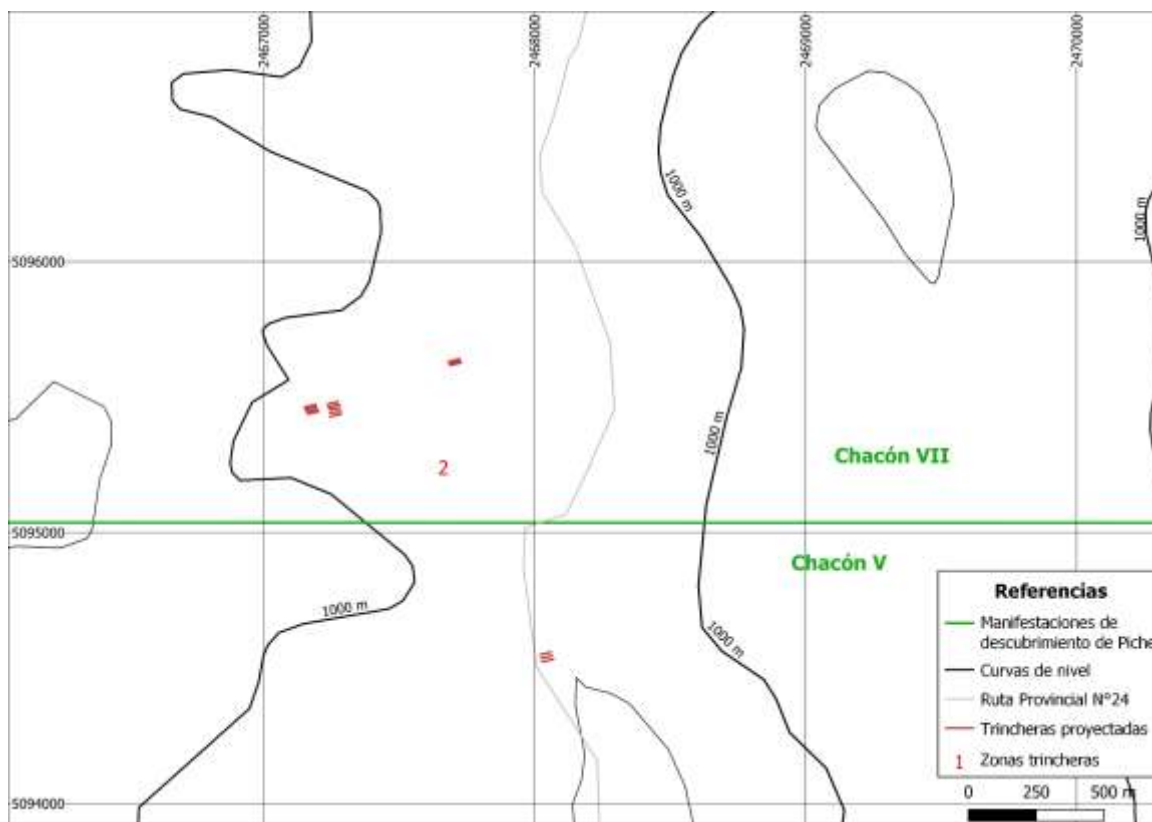 2467000
2468000
2469000
2470000
1000 m
1000 m
5096000
1000 m
Chacón VII
2
5095000
Chacón V
1000 m
1000 m
Referencias
Manifestaciones de
descubrimiento de Piche
Curvas de nivel
Ruta Provincial N°24
Trincheras proyectadas
1 Zonas trincheras
0 250 500 m
5094000